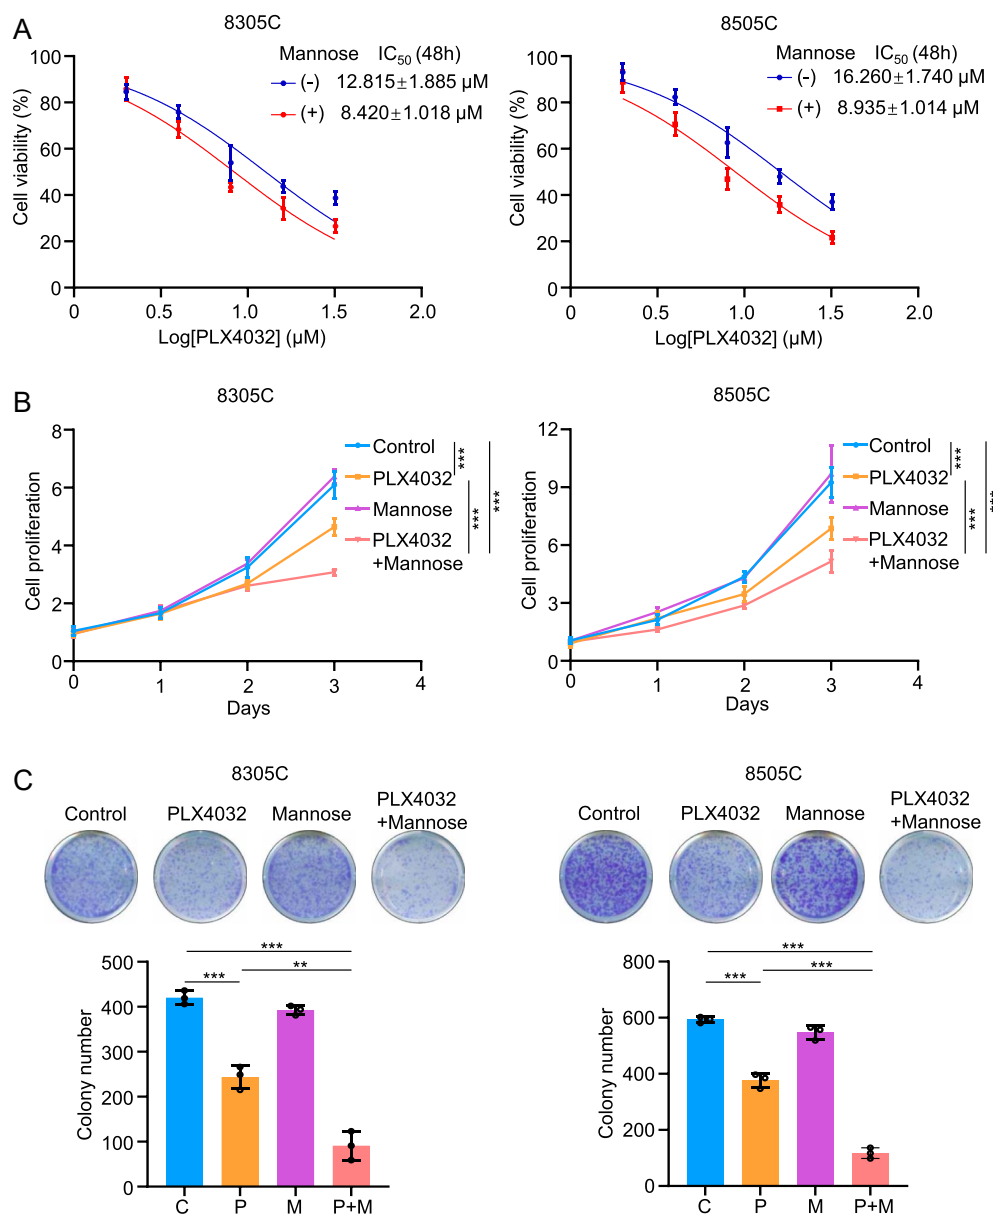 A
8305C
Mannose IC50 (48h)
(-) 12.815±1.885 μM
(+) 8.420±1.018 μM
Cell viability (%)
100
80
60
40
20
0
0 0.5 1.0 1.5 2.0
Log[PLX4032] (μM)
8505C
Mannose IC50 (48h)
(-) 16.260±1.740 μM
(+) 8.935±1.014 μM
Cell viability (%)
100
80
60
40
20
0
0 0.5 1.0 1.5 2.0
Log[PLX4032] (μM)
B
8305C
Cell proliferation
8
6
4
2
0
0 1 2 3 4
Days
Control
PLX4032
Mannose
PLX4032
+Mannose
***
***
***
8505C
Cell proliferation
12
9
6
3
0
0 1 2 3 4
Days
Control
PLX4032
Mannose
PLX4032
+Mannose
***
***
***
C
8305C
Control PLX4032 Mannose PLX4032
+Mannose
***
***
**
Colony number
500
400
300
200
100
0
C P M P+M
8505C
Control PLX4032 Mannose PLX4032
+Mannose
***
***
***
Colony number
800
600
400
200
0
C P M P+M